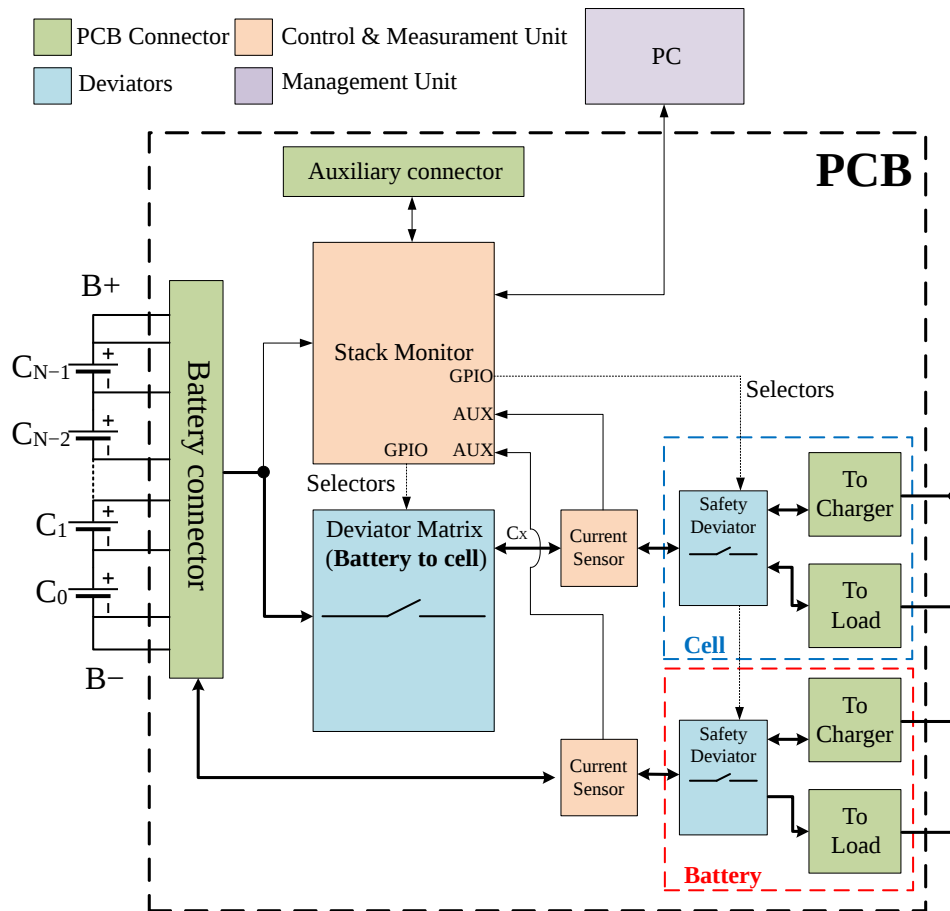 PCB Connector
Control & Measurament Unit
Deviators
Management Unit
PC
PCB
Auxiliary connector
B+
Stack Monitor
GPIO
Selectors
AUX
GPIO
AUX
Selectors
Battery connector
CN−1
CN−2
C1
C0
B−
Deviator Matrix
(Battery to cell)
Cx
Current
Sensor
Safety
Deviator
To
Charger
To
Load
Cell
Current
Sensor
Safety
Deviator
To
Charger
To
Load
Battery